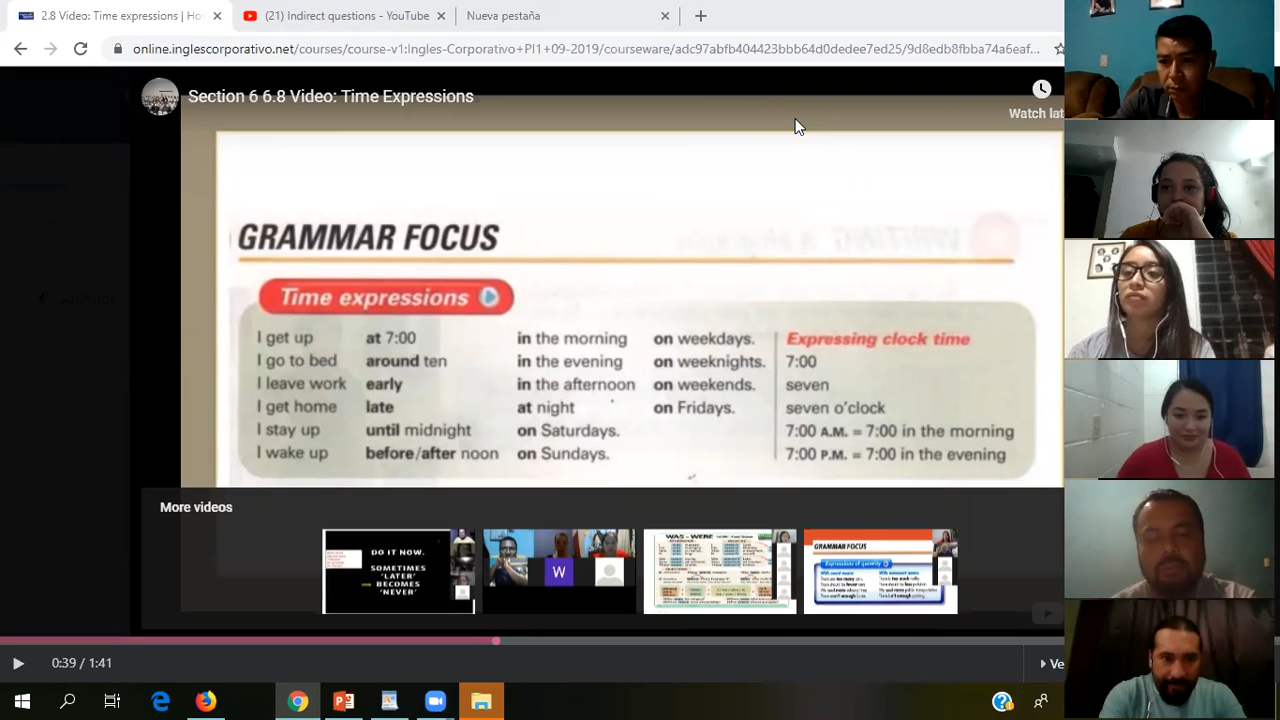 2.8 Video: Time expressions | Ho
(21) Indirect questions - YouTube
Nueva pestaña
online.inglescorporativo.net/courses/course-v1:Ingles-Corporativo+PI1+09-2019/courseware/adc97abfb404423bbb64d0dedee7ed25/9d8edb8fbba74a6eaf...
Section 6 6.8 Video: Time Expressions
Watch lat
GRAMMAR FOCUS
Time expressions
I get up at 7:00 in the morning on weekdays. Expressing clock time
I go to bed around ten in the evening on weeknights. 7:00
I leave work early in the afternoon on weekends. seven
I get home late at night on Fridays. seven o'clock
I stay up until midnight on Saturdays. 7:00 A.M. = 7:00 in the morning
I wake up before/after noon on Sundays. 7:00 P.M. = 7:00 in the evening
More videos
DO IT NOW.
SOMETIMES
'LATER'
BECOMES
'NEVER'
W
WAS - WERE
GRAMMAR FOCUS
Expressions of quantity
0:39 / 1:41
Ve